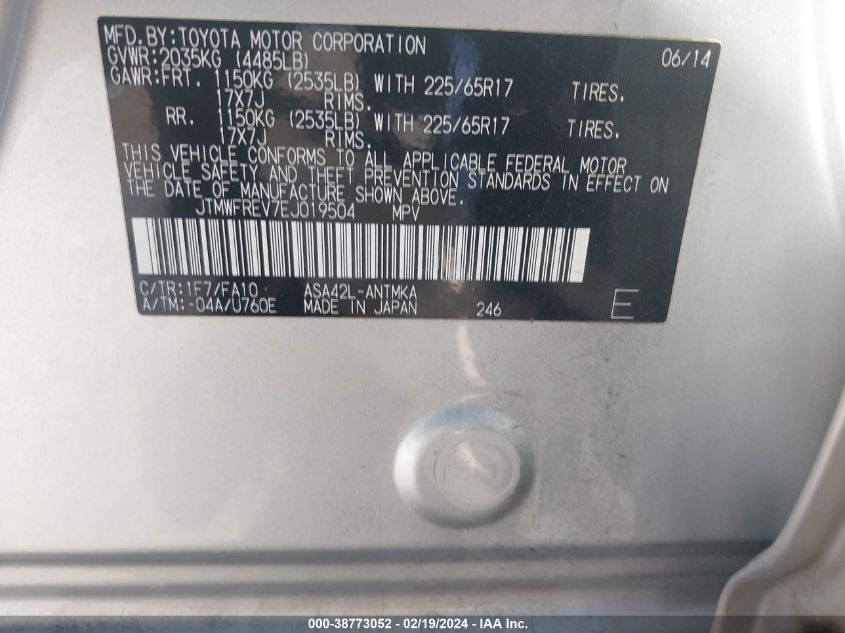 MFD.BY:TOYOTA MOTOR CORPORATION 06/14
GVWR:2035KG (4485LB)
GAWR:FRT. 1150KG (2535LB) WITH 225/65R17 TIRES.
17X7J RIMS.
RR. 1150KG (2535LB) WITH 225/65R17 TIRES.
17X7J RIMS.
THIS VEHICLE CONFORMS TO ALL APPLICABLE FEDERAL MOTOR
VEHICLE SAFETY AND THEFT PREVENTION STANDARDS IN EFFECT ON
THE DATE OF MANUFACTURE SHOWN ABOVE.
JTMWFREV7EJ019504 MPV
C/TR:1F7/FA10 ASA42L-ANTMKA
A/TM:-04A/U760E MADE IN JAPAN 246 E
000-38773052 - 02/19/2024 - IAA Inc.